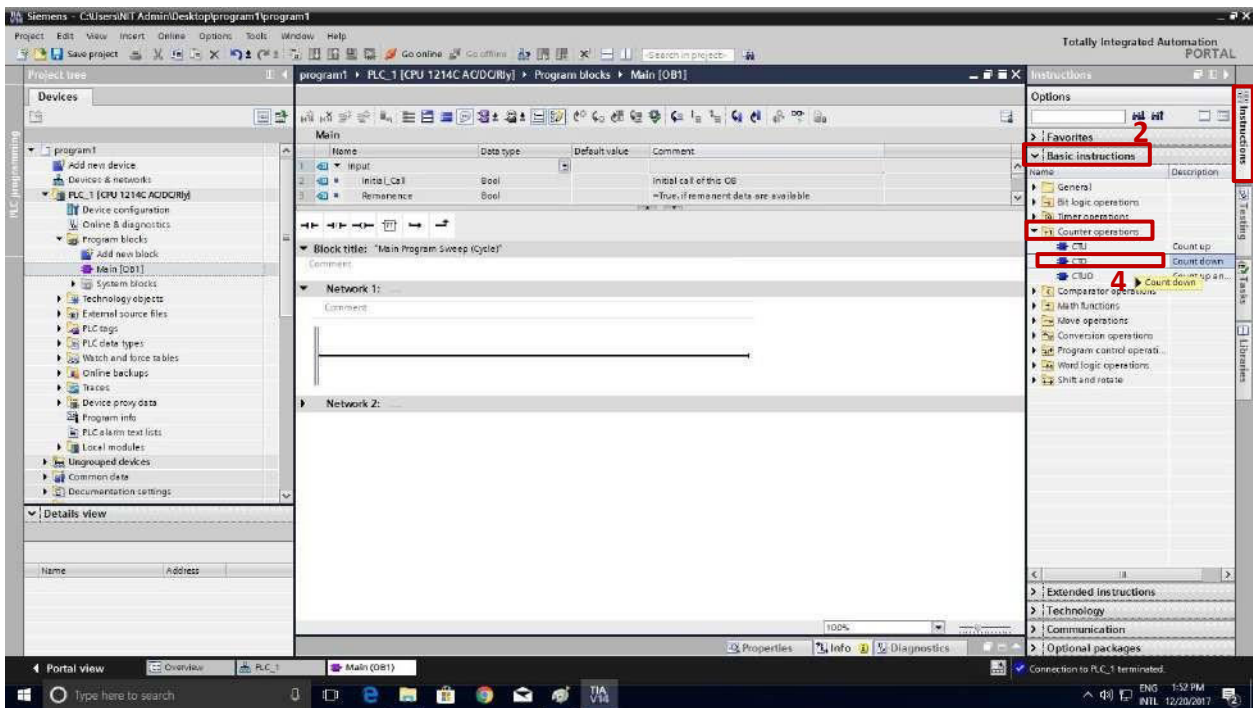 Siemens - C:\Users\NIT Admin\Desktop\program1\program1
Project Edit View Insert Online Options Tools Window Help
Totally Integrated Automation
PORTAL
Save project Go online Go offline <Search in project>
Project tree
program1 PLC_1 [CPU 1214C AC/DC/Rly] Program blocks Main [OB1]
Instructions
Devices
Options
PLC programming
program1
Add new device
Devices & networks
PLC_1 [CPU 1214C AC/DC/Rly]
Device configuration
Online & diagnostics
Program blocks
Add new block
Main [OB1]
System blocks
Technology objects
External source files
PLC tags
PLC data types
Watch and force tables
Online backups
Traces
Device proxy data
Program info
PLC alarm text lists
Local modules
Ungrouped devices
Common data
Documentation settings
Details view
Name Address
Main
Name Data type Default value Comment
1 Input
2 Initial_Call Bool Initial call of this OB
3 Remanence Bool =True, if remanent data are available
Block title: "Main Program Sweep (Cycle)"
Comment
Network 1: ....
Comment
Network 2: ....
100%
Properties Info Diagnostics
2
Favorites
Basic instructions
Name Description
General
Bit logic operations
Timer operations
Counter operations
CTU Count up
CTD Count down
CTUD Count up an...
4
Count down
Comparator operations
Math functions
Move operations
Conversion operations
Program control operati...
Word logic operations
Shift and rotate
Extended instructions
Technology
Communication
Optional packages
Instructions
Testing
Tasks
Libraries
Portal view Overview PLC_1 Main (OB1)
Connection to PLC_1 terminated.
Type here to search
TIA
V14
ENG 1:52 PM
INTL 12/20/2017
2